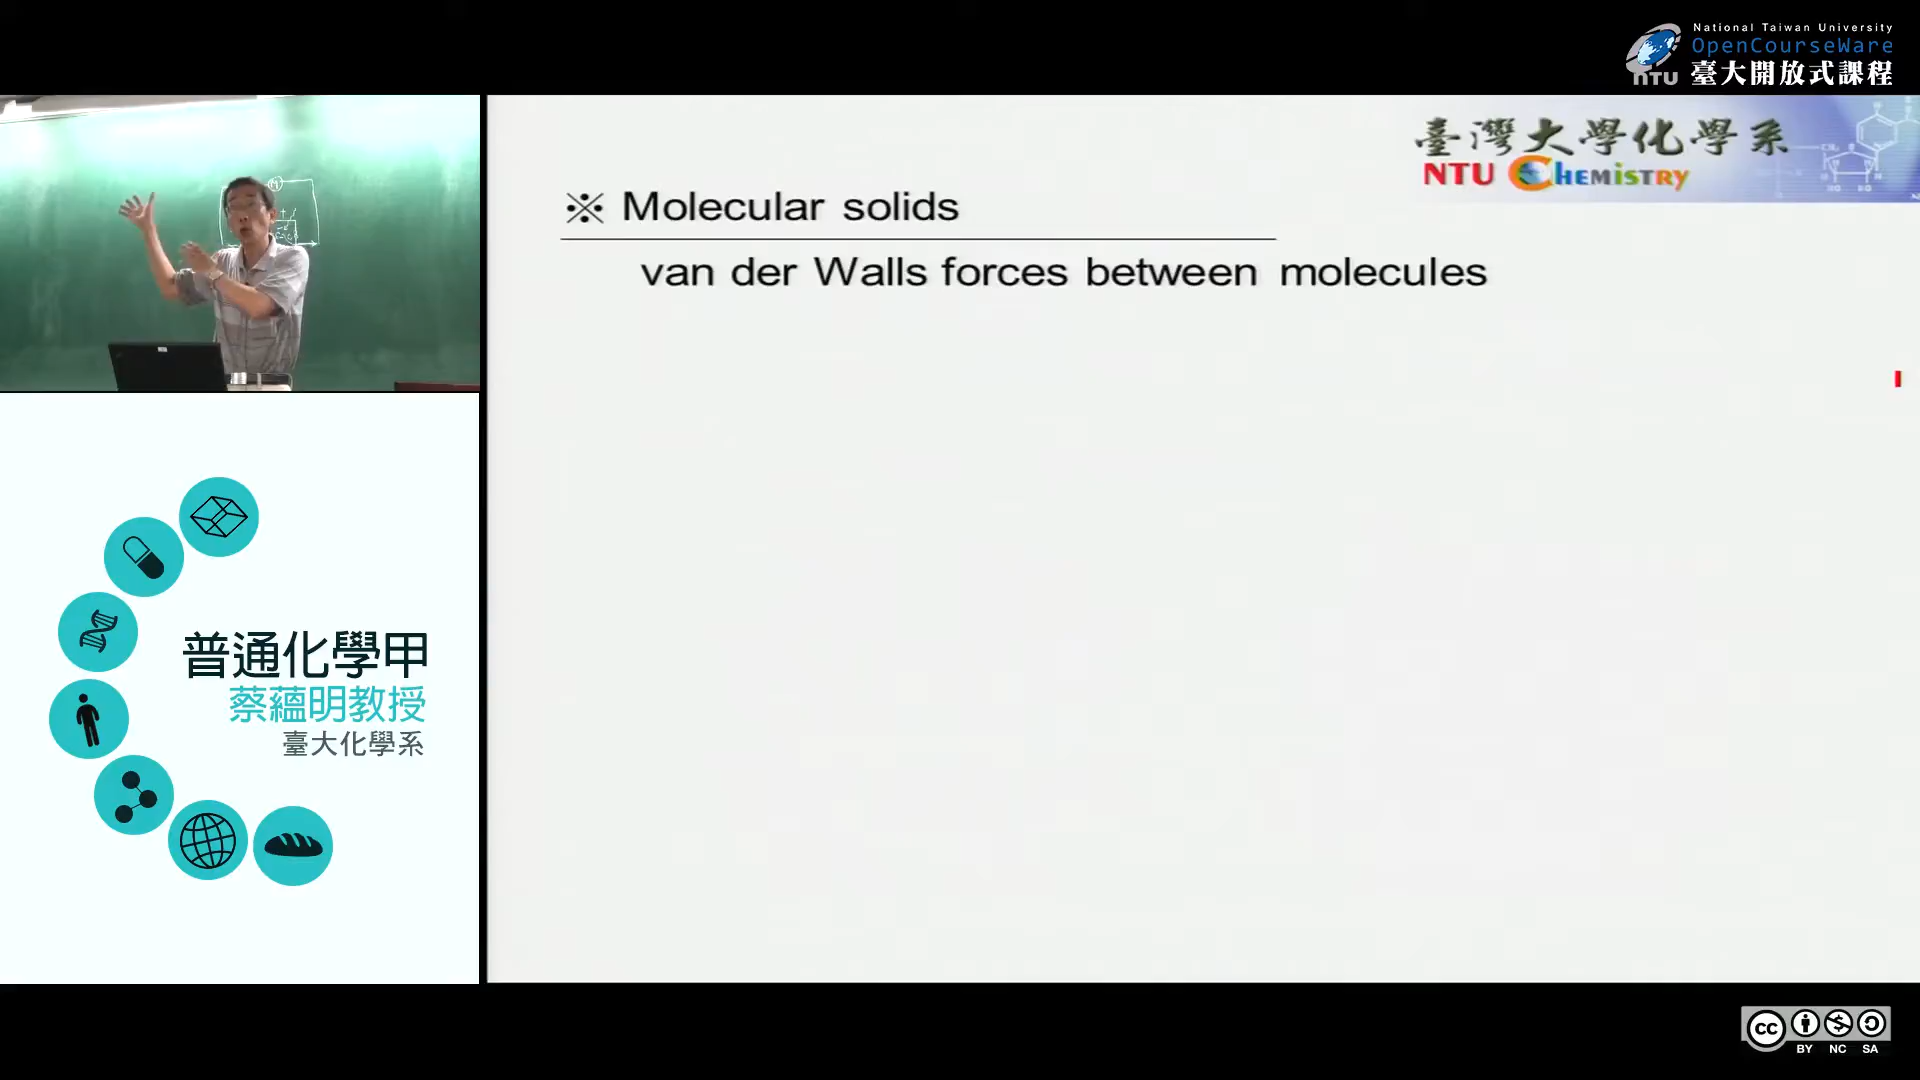 National Taiwan University
OpenCourseWare
臺大開放式課程
NTU
臺灣大學化學系
NTU Chemistry
※ Molecular solids
van der Walls forces between molecules
普通化學甲
蔡蘊明教授
臺大化學系
cc
BY NC SA